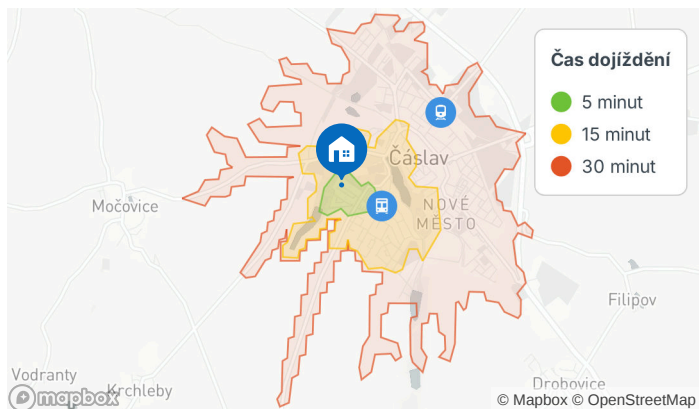 Čas dojíždění
5 minut
15 minut
30 minut
Čáslav
Močovice
NOVÉ
MĚSTO
Filipov
Vodranty
Krchleby
Drobovice
mapbox
© Mapbox © OpenStreetMap